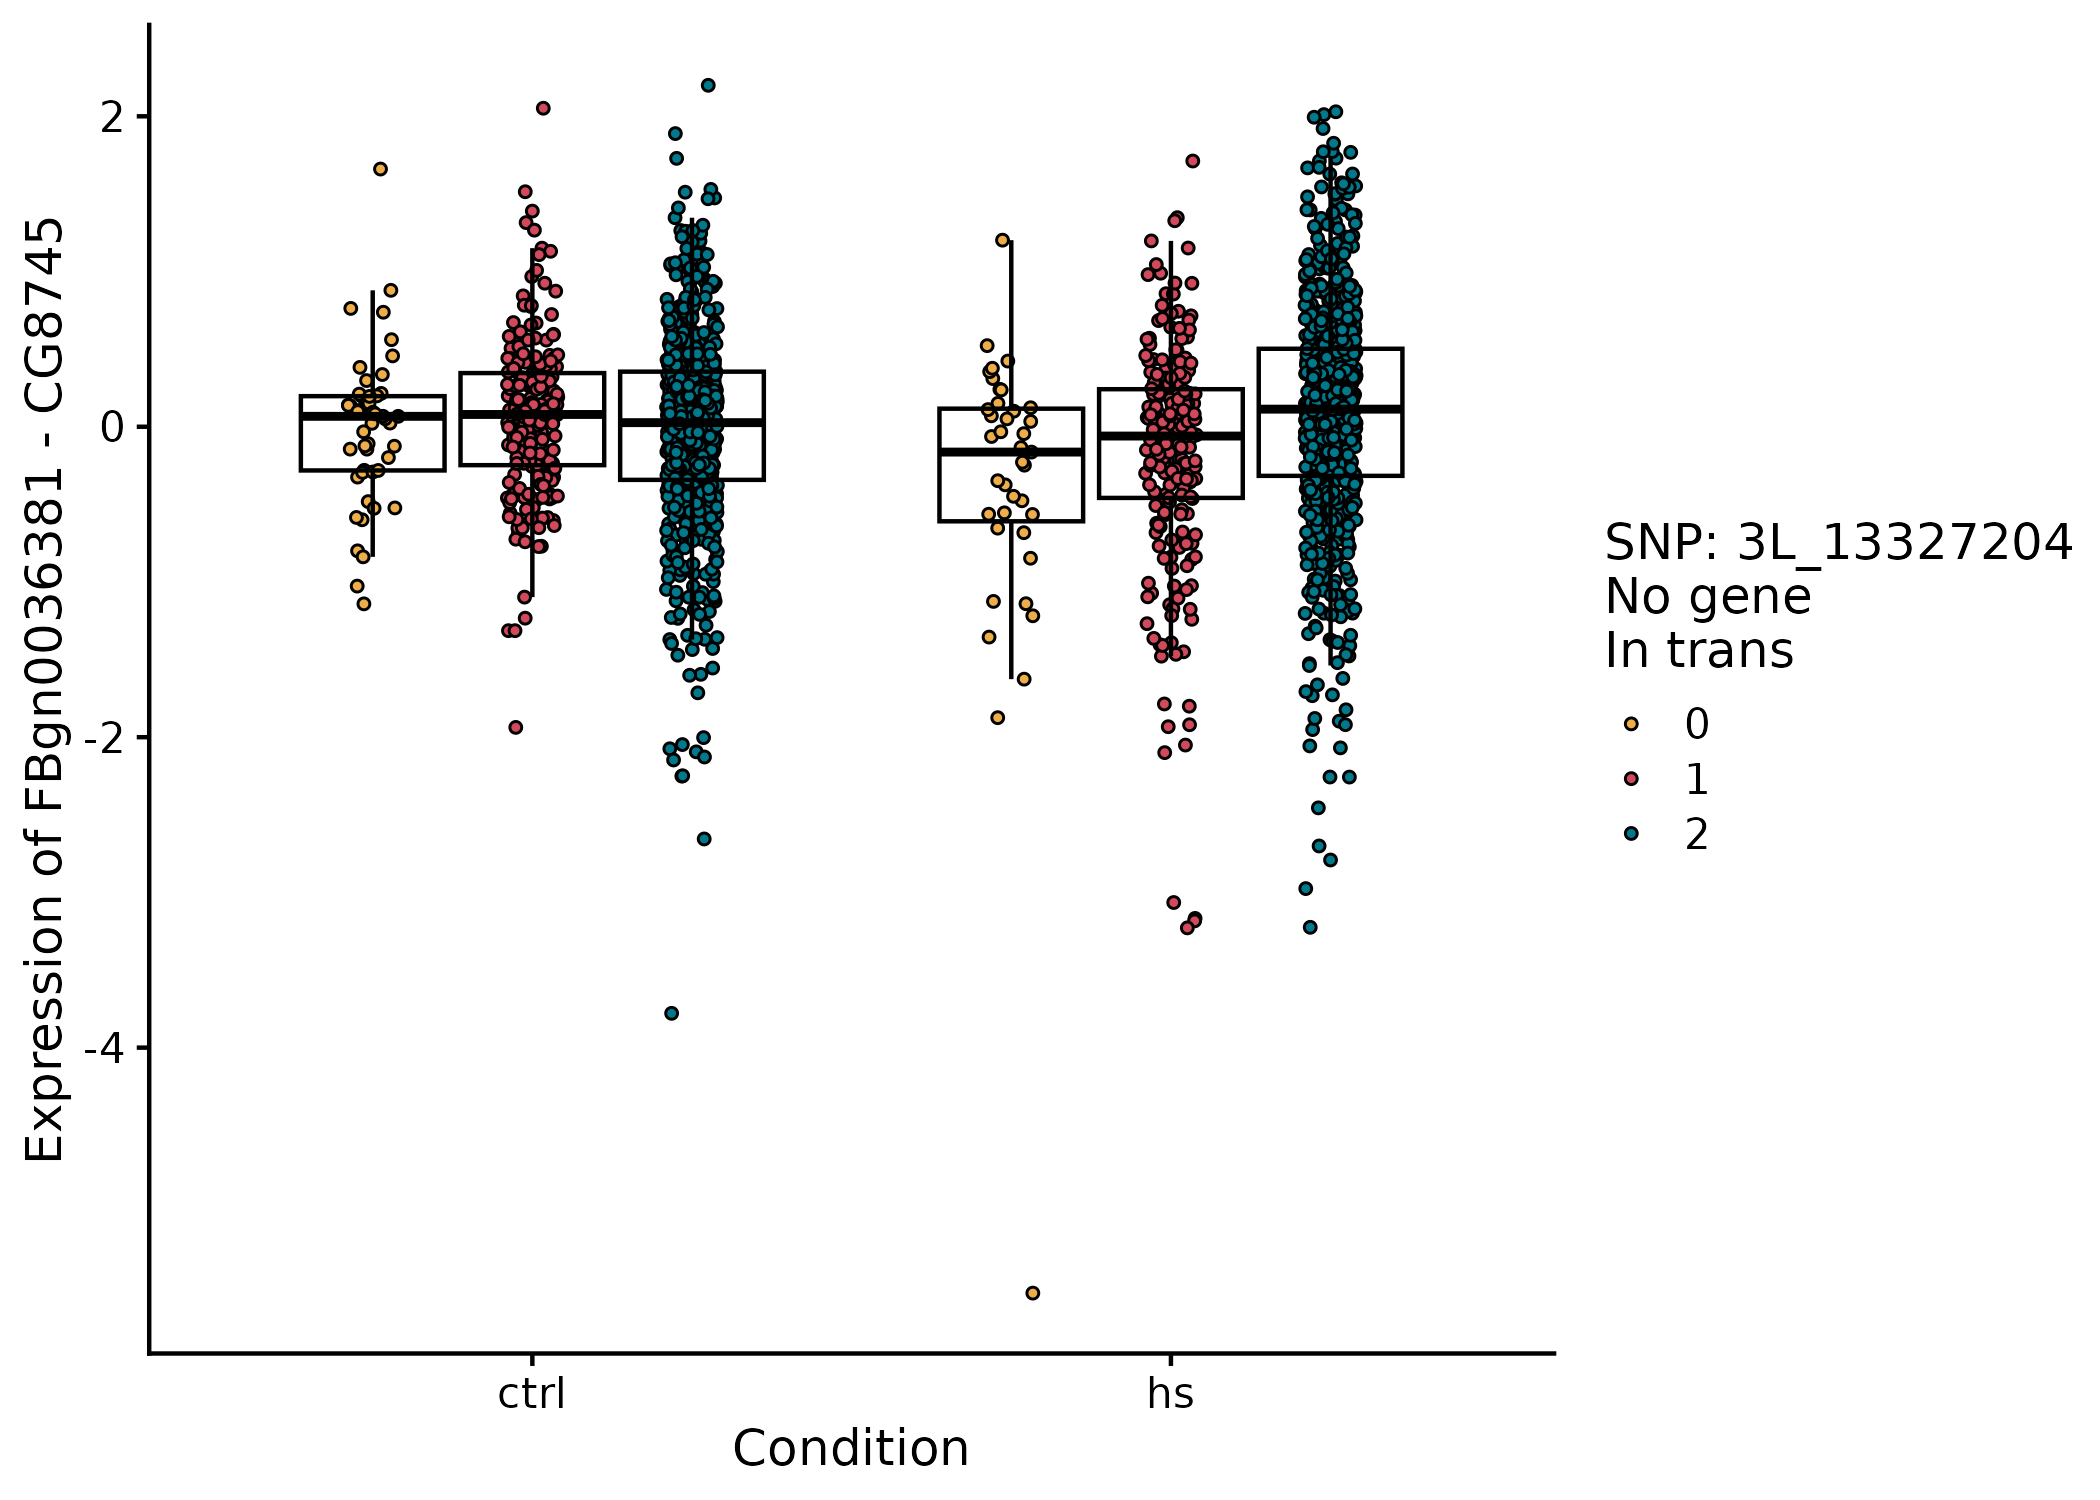 Expression of FBgn0036381 - CG8745
2
0
-2
-4
ctrl
hs
Condition
SNP: 3L_13327204
No gene
In trans
0
1
2